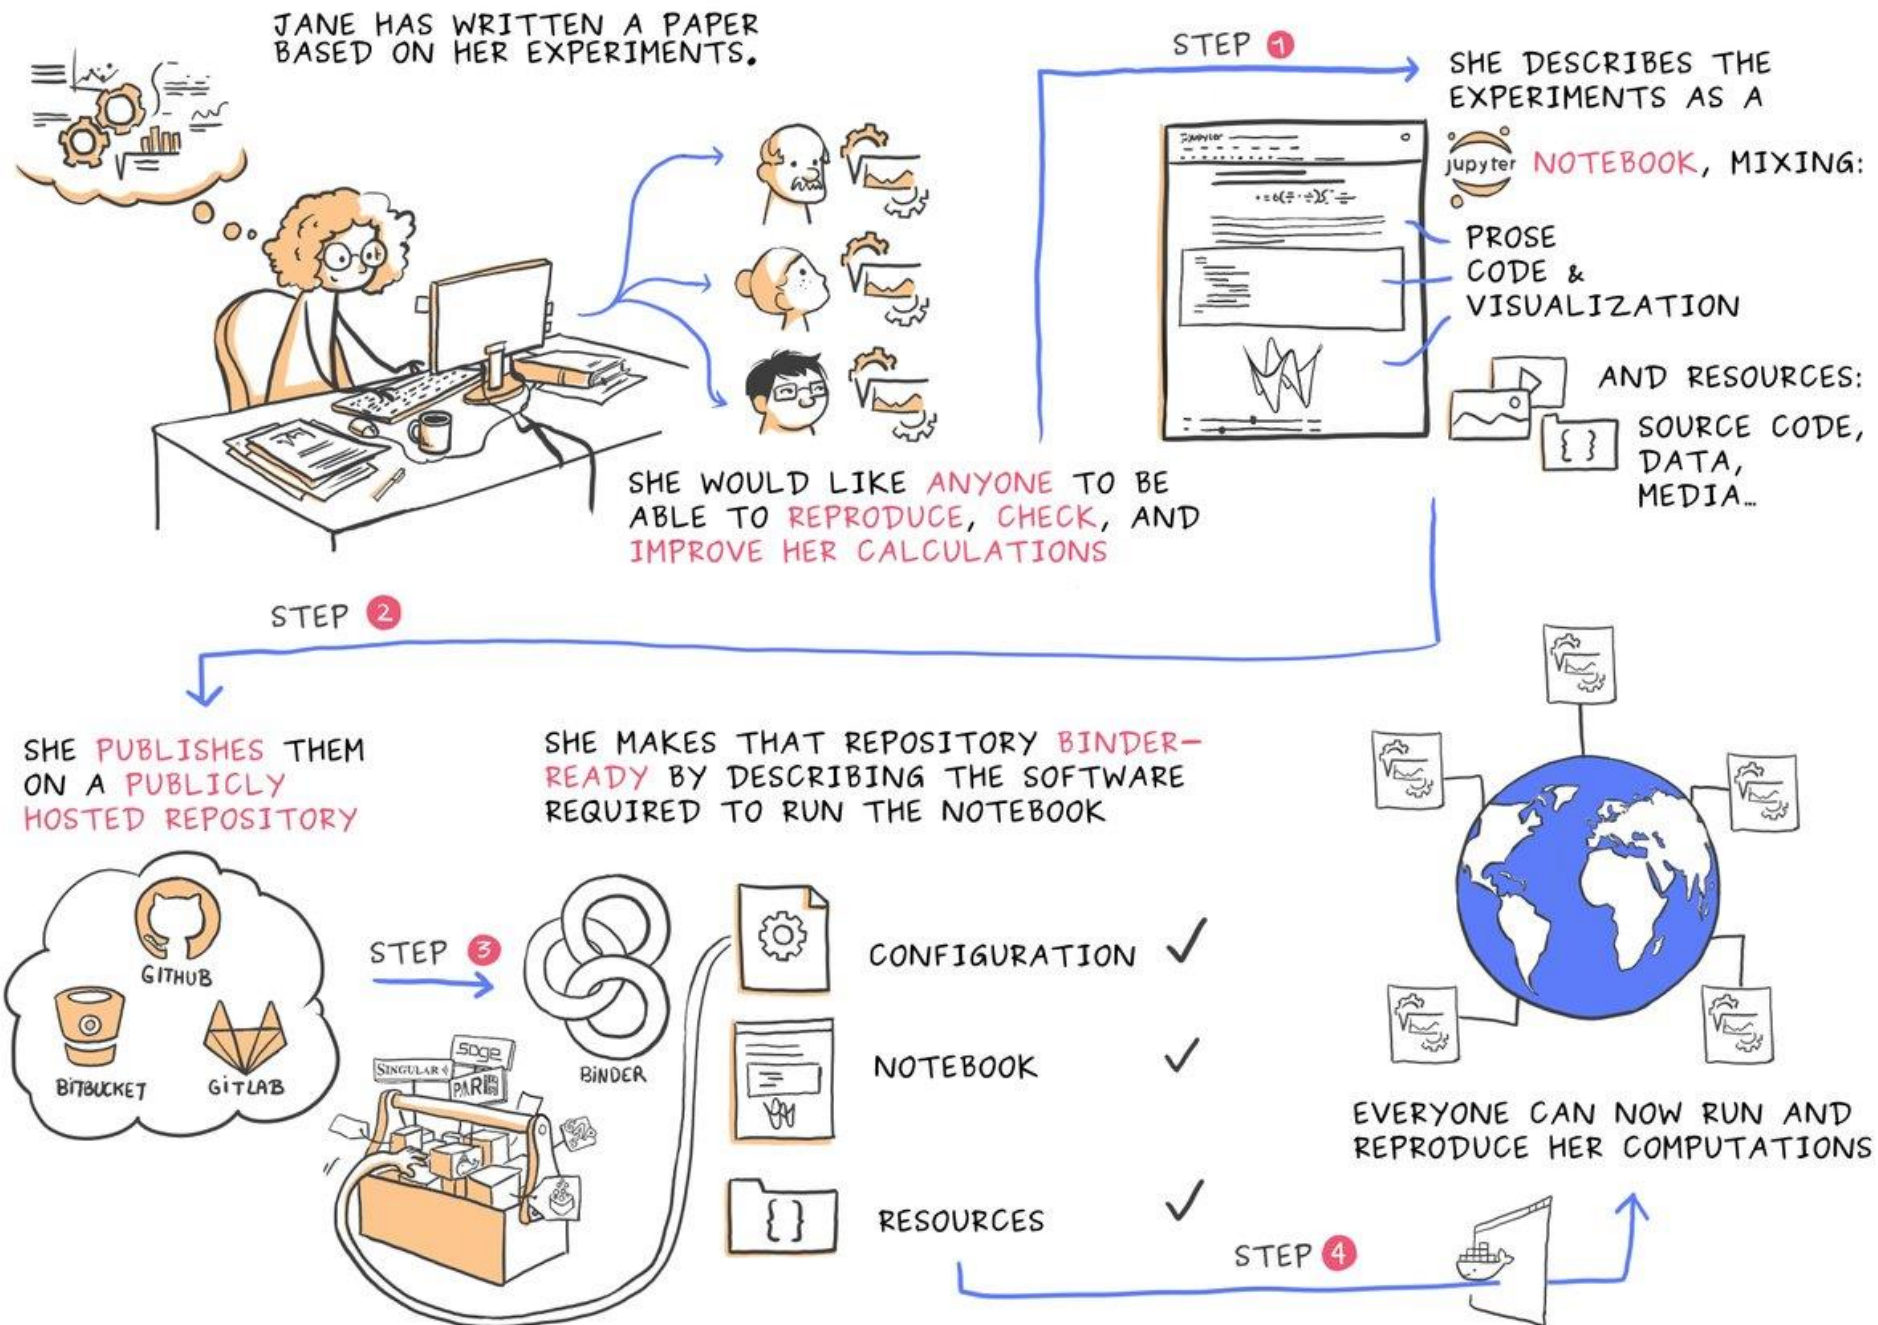 JANE HAS WRITTEN A PAPER
BASED ON HER EXPERIMENTS.
SHE WOULD LIKE ANYONE TO BE
ABLE TO REPRODUCE, CHECK, AND
IMPROVE HER CALCULATIONS
STEP 1
SHE DESCRIBES THE
EXPERIMENTS AS A
jupyter NOTEBOOK, MIXING:
Jupyter
PROSE
CODE &
VISUALIZATION
AND RESOURCES:
SOURCE CODE,
DATA,
MEDIA...
STEP 2
SHE PUBLISHES THEM
ON A PUBLICLY
HOSTED REPOSITORY
GITHUB
BITBUCKET
GITLAB
STEP 3
SHE MAKES THAT REPOSITORY BINDER-
READY BY DESCRIBING THE SOFTWARE
REQUIRED TO RUN THE NOTEBOOK
BINDER
sage
SINGULAR
PARI
GAP
CONFIGURATION
NOTEBOOK
RESOURCES
STEP 4
EVERYONE CAN NOW RUN AND
REPRODUCE HER COMPUTATIONS